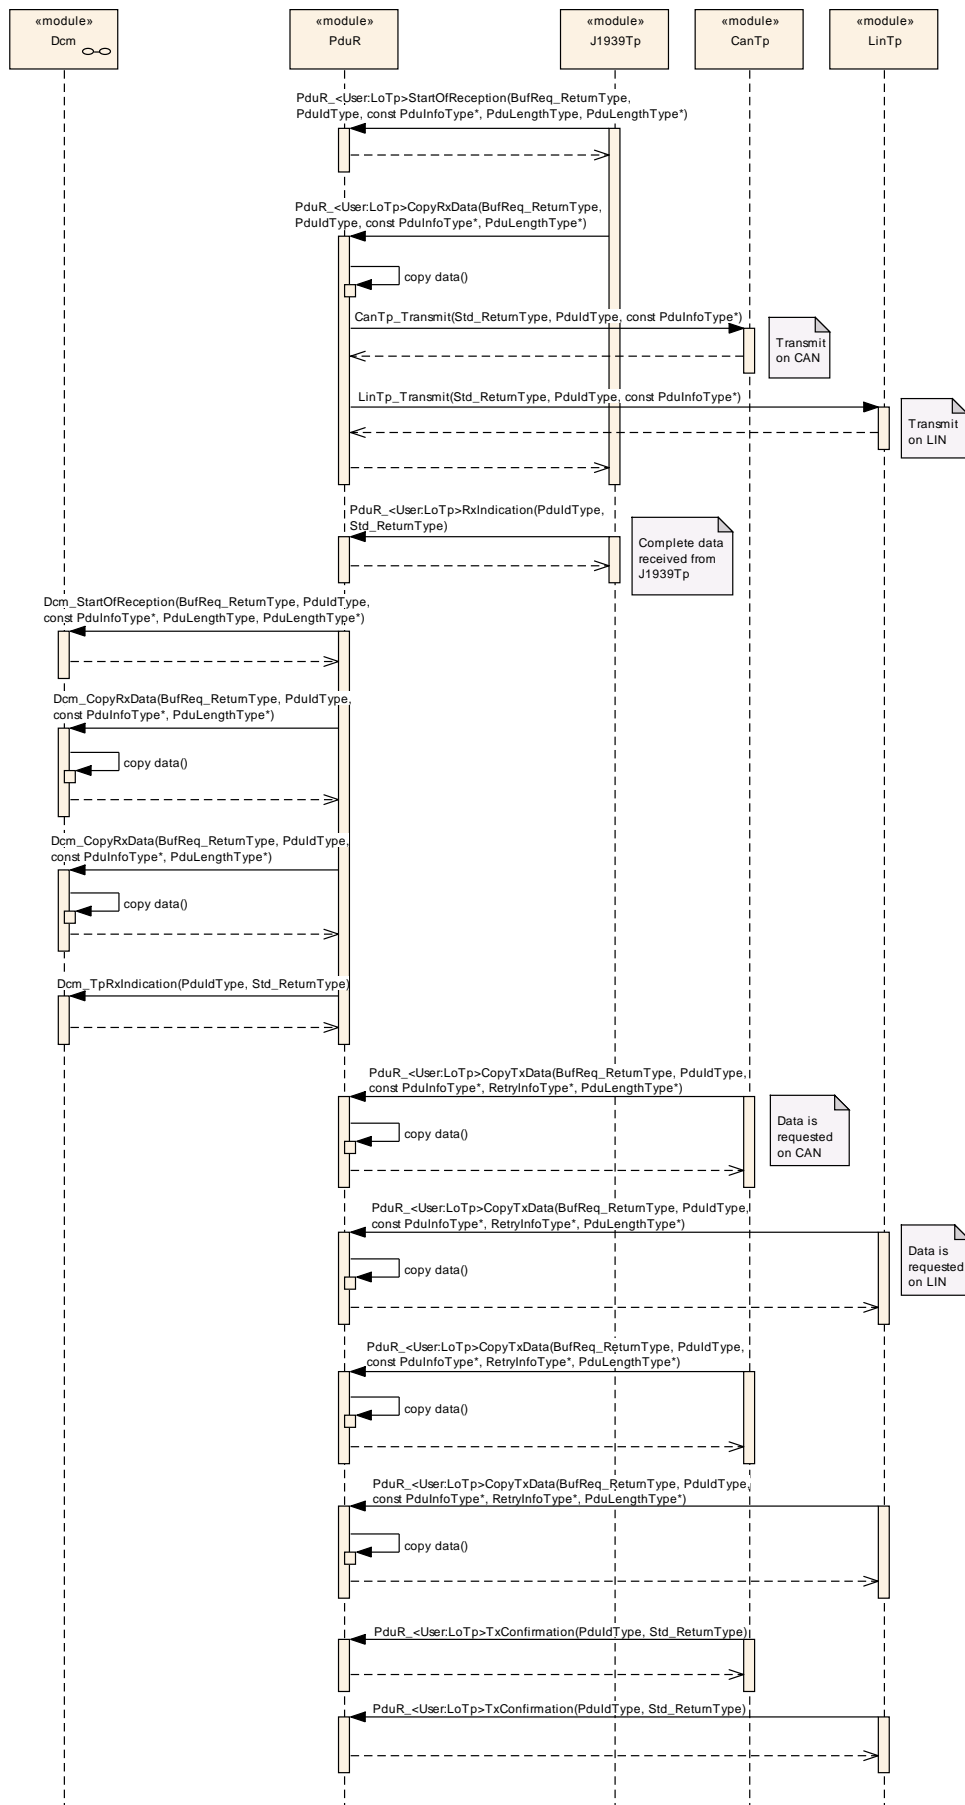 «module»
Dcm
«module»
PduR
«module»
J1939Tp
«module»
CanTp
«module»
LinTp
PduR_<User:LoTp>StartOfReception(BufReq_ReturnType,
PduIdType, const PduInfoType*, PduLengthType, PduLengthType*)
PduR_<User:LoTp>CopyRxData(BufReq_ReturnType,
PduIdType, const PduInfoType*, PduLengthType*)
copy data()
CanTp_Transmit(Std_ReturnType, PduIdType, const PduInfoType*)
Transmit
on CAN
LinTp_Transmit(Std_ReturnType, PduIdType, const PduInfoType*)
Transmit
on LIN
PduR_<User:LoTp>RxIndication(PduIdType,
Std_ReturnType)
Complete data
received from
J1939Tp
Dcm_StartOfReception(BufReq_ReturnType, PduIdType,
const PduInfoType*, PduLengthType, PduLengthType*)
Dcm_CopyRxData(BufReq_ReturnType, PduIdType,
const PduInfoType*, PduLengthType*)
copy data()
Dcm_CopyRxData(BufReq_ReturnType, PduIdType,
const PduInfoType*, PduLengthType*)
copy data()
Dcm_TpRxIndication(PduIdType, Std_ReturnType)
PduR_<User:LoTp>CopyTxData(BufReq_ReturnType, PduIdType,
const PduInfoType*, RetryInfoType*, PduLengthType*)
Data is
requested
on CAN
copy data()
PduR_<User:LoTp>CopyTxData(BufReq_ReturnType, PduIdType,
const PduInfoType*, RetryInfoType*, PduLengthType*)
Data is
requested
on LIN
copy data()
PduR_<User:LoTp>CopyTxData(BufReq_ReturnType, PduIdType,
const PduInfoType*, RetryInfoType*, PduLengthType*)
copy data()
PduR_<User:LoTp>CopyTxData(BufReq_ReturnType, PduIdType,
const PduInfoType*, RetryInfoType*, PduLengthType*)
copy data()
PduR_<User:LoTp>TxConfirmation(PduIdType, Std_ReturnType)
PduR_<User:LoTp>TxConfirmation(PduIdType, Std_ReturnType)